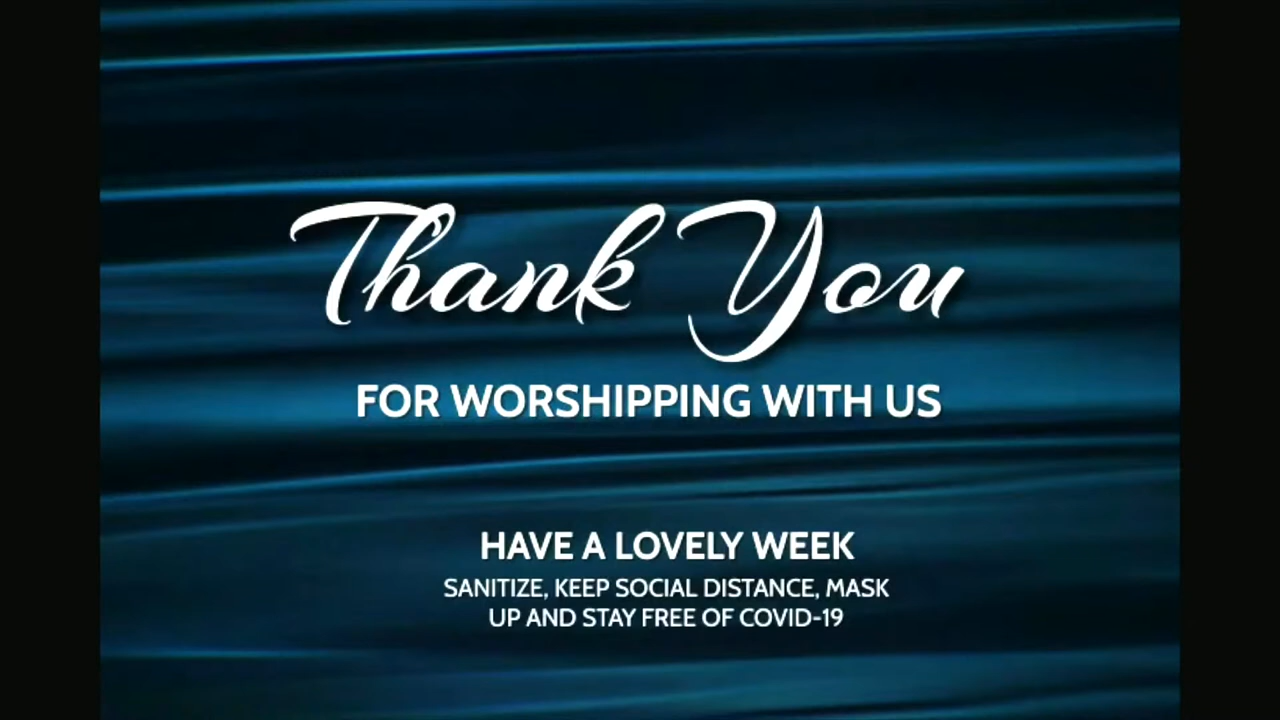 Thank You
FOR WORSHIPPING WITH US
HAVE A LOVELY WEEK
SANITIZE, KEEP SOCIAL DISTANCE, MASK
UP AND STAY FREE OF COVID-19